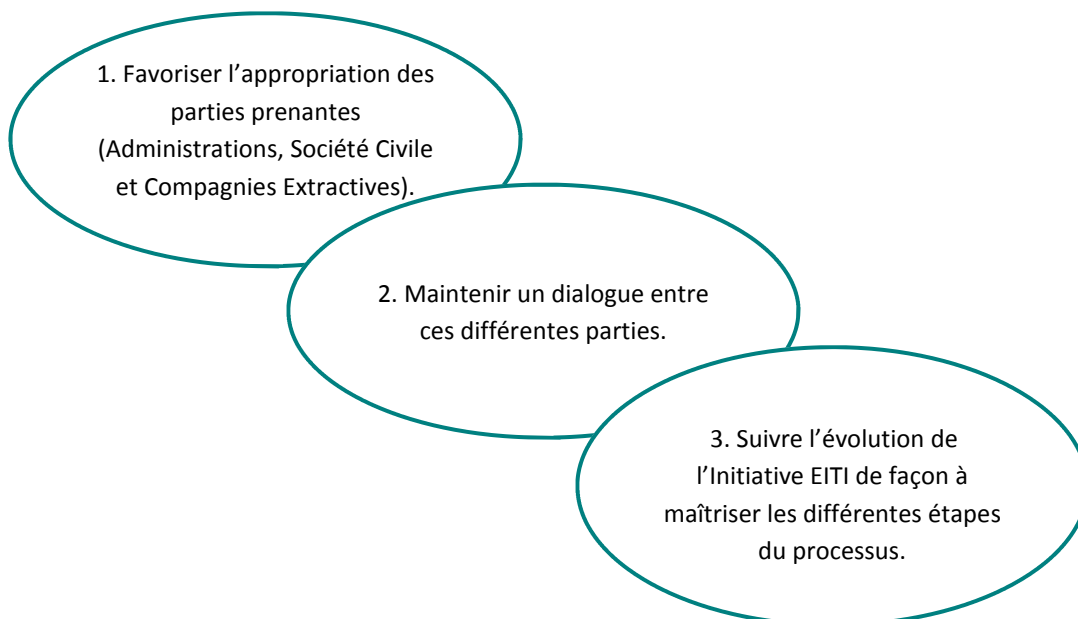 1. Favoriser l’appropriation des
parties prenantes
(Administrations, Société Civile
et Compagnies Extractives).
2. Maintenir un dialogue entre
ces différentes parties.
3. Suivre l’évolution de
l’Initiative EITI de façon à
maîtriser les différentes étapes
du processus.